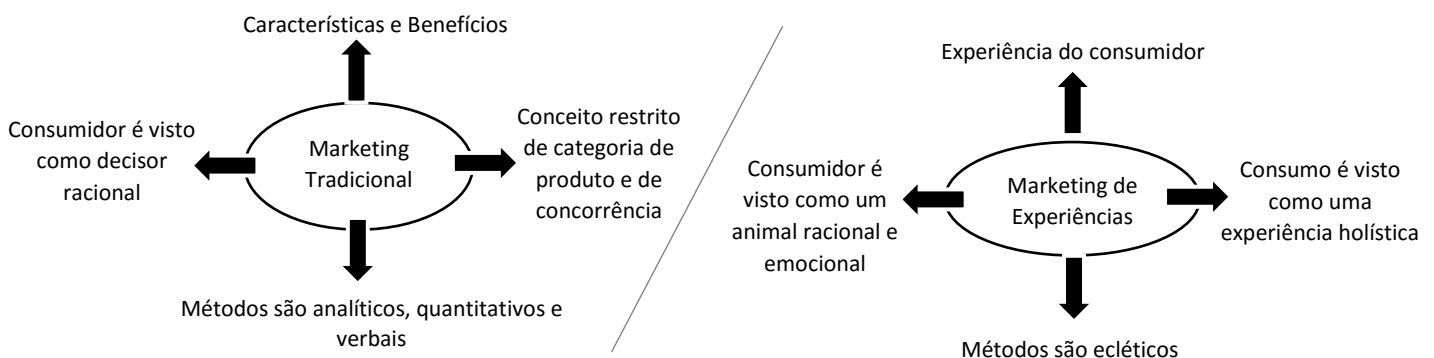 Características e Benefícios
Consumidor é visto
como decisor
racional
Marketing
Tradicional
Conceito restrito
de categoria de
produto e de
concorrência
Métodos são analíticos, quantitativos e
verbais
Experiência do consumidor
Consumidor é
visto como um
animal racional e
emocional
Marketing de
Experiências
Consumo é visto
como uma
experiência holística
Métodos são ecléticos